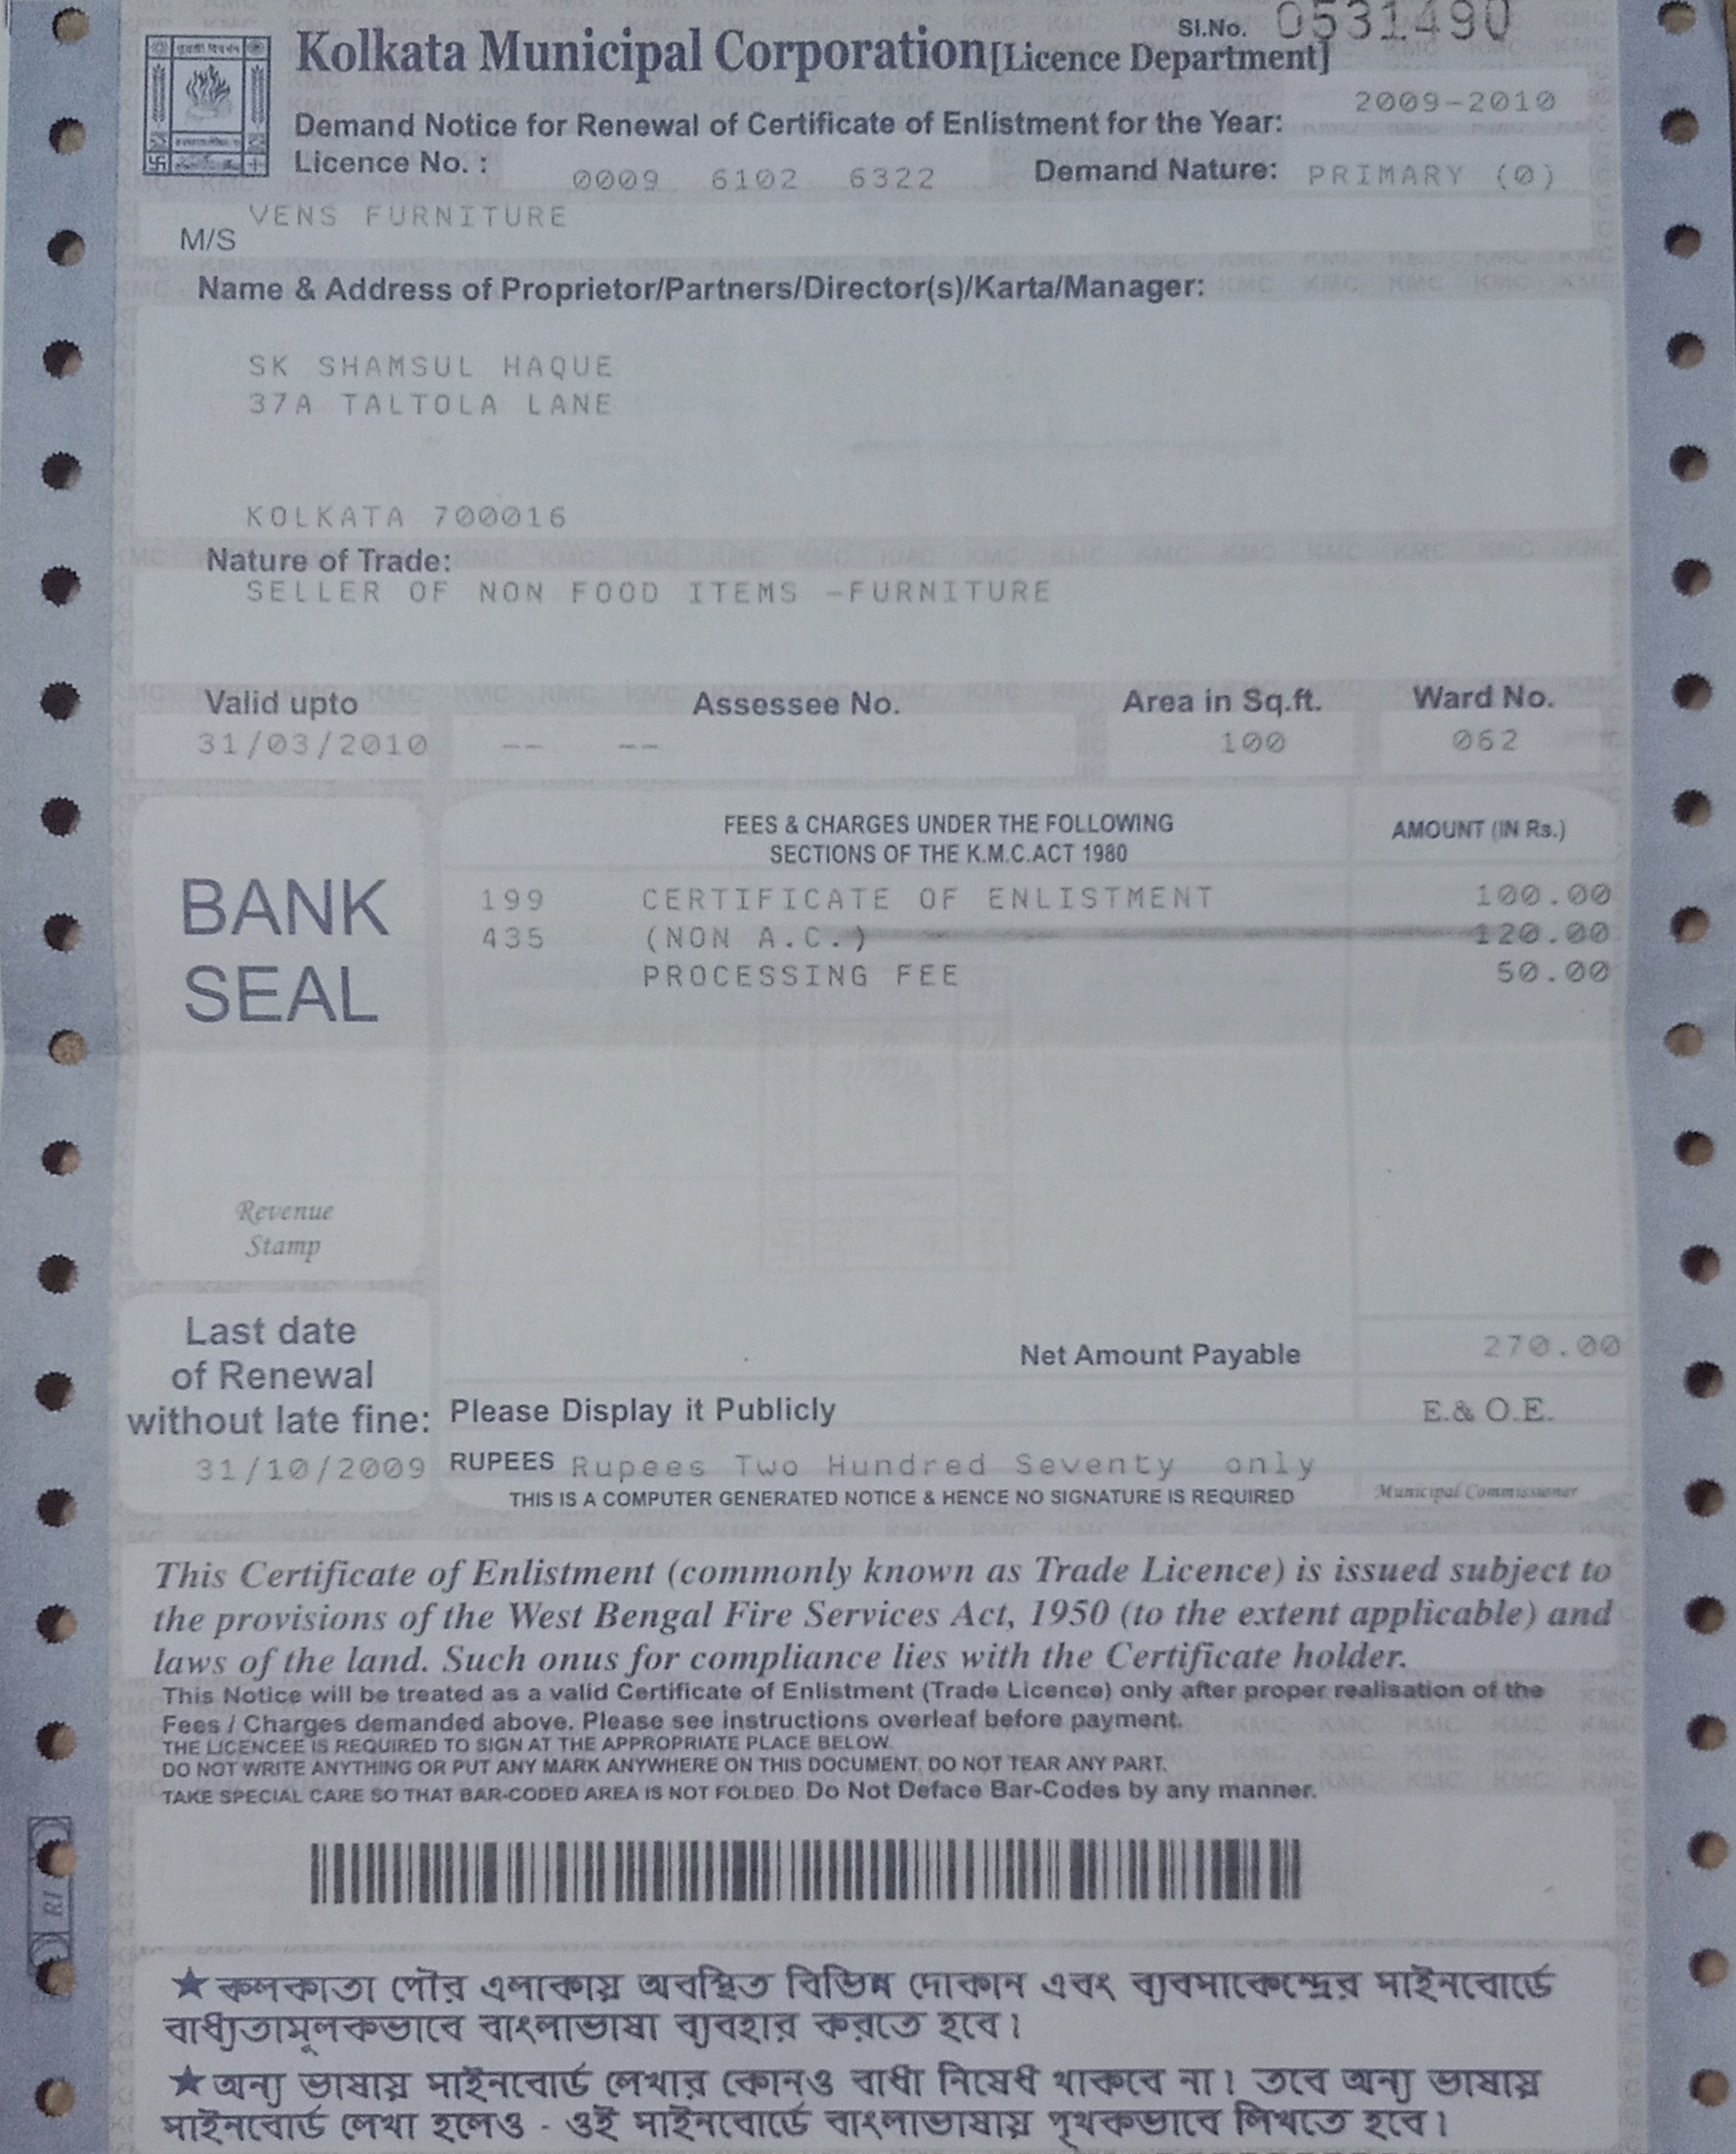 Sl.No. 0531490
Kolkata Municipal Corporation[Licence Department]
2009-2010
Demand Notice for Renewal of Certificate of Enlistment for the Year:
Licence No. : 0009 6102 6322 Demand Nature: PRIMARY (0)
VENS FURNITURE
M/S
Name & Address of Proprietor/Partners/Director(s)/Karta/Manager:
SK SHAMSUL HAQUE
37A TALTOLA LANE
KOLKATA 700016
Nature of Trade:
SELLER OF NON FOOD ITEMS -FURNITURE
Valid upto Assessee No. Area in Sq.ft. Ward No.
31/03/2010 -- -- 100 062
FEES & CHARGES UNDER THE FOLLOWING AMOUNT (IN Rs.)
SECTIONS OF THE K.M.C.ACT 1980
BANK
SEAL
199 CERTIFICATE OF ENLISTMENT 100.00
435 (NON A.C.) 120.00
PROCESSING FEE 50.00
Revenue
Stamp
Last date
of Renewal
without late fine:
31/10/2009
Net Amount Payable 270.00
Please Display it Publicly E.& O.E.
RUPEES Rupees Two Hundred Seventy only
THIS IS A COMPUTER GENERATED NOTICE & HENCE NO SIGNATURE IS REQUIRED Municipal Commissioner
This Certificate of Enlistment (commonly known as Trade Licence) is issued subject to
the provisions of the West Bengal Fire Services Act, 1950 (to the extent applicable) and
laws of the land. Such onus for compliance lies with the Certificate holder.
This Notice will be treated as a valid Certificate of Enlistment (Trade Licence) only after proper realisation of the
Fees / Charges demanded above. Please see instructions overleaf before payment.
THE LICENCEE IS REQUIRED TO SIGN AT THE APPROPRIATE PLACE BELOW.
DO NOT WRITE ANYTHING OR PUT ANY MARK ANYWHERE ON THIS DOCUMENT, DO NOT TEAR ANY PART.
TAKE SPECIAL CARE SO THAT BAR-CODED AREA IS NOT FOLDED. Do Not Deface Bar-Codes by any manner.
RI
★ কলকাতা পৌর এলাকায় অবস্থিত বিভিন্ন দোকান এবং ব্যবসাকেন্দ্রের সাইনবোর্ডে
বাধ্যতামূলকভাবে বাংলাভাষা ব্যবহার করতে হবে।
★ অন্য ভাষায় সাইনবোর্ড লেখার কোনও বাধা নিষেধ থাকবে না। তবে অন্য ভাষায়
সাইনবোর্ড লেখা হলেও - ওই সাইনবোর্ডে বাংলাভাষায় পৃথকভাবে লিখতে হবে।